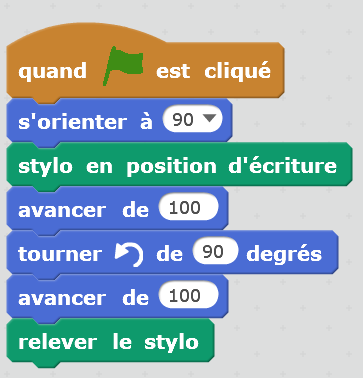 quand est cliqué
s'orienter à 90
stylo en position d'écriture
avancer de 100
tourner de 90 degrés
avancer de 100
relever le stylo